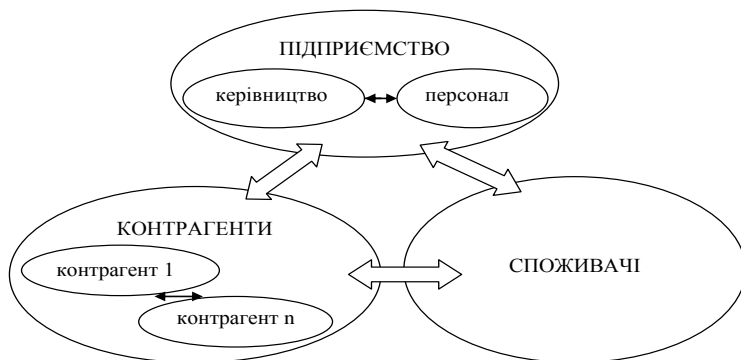 ПІДПРИЄМСТВО
керівництво персонал
КОНТРАГЕНТИ
контрагент 1
контрагент n
СПОЖИВАЧІ